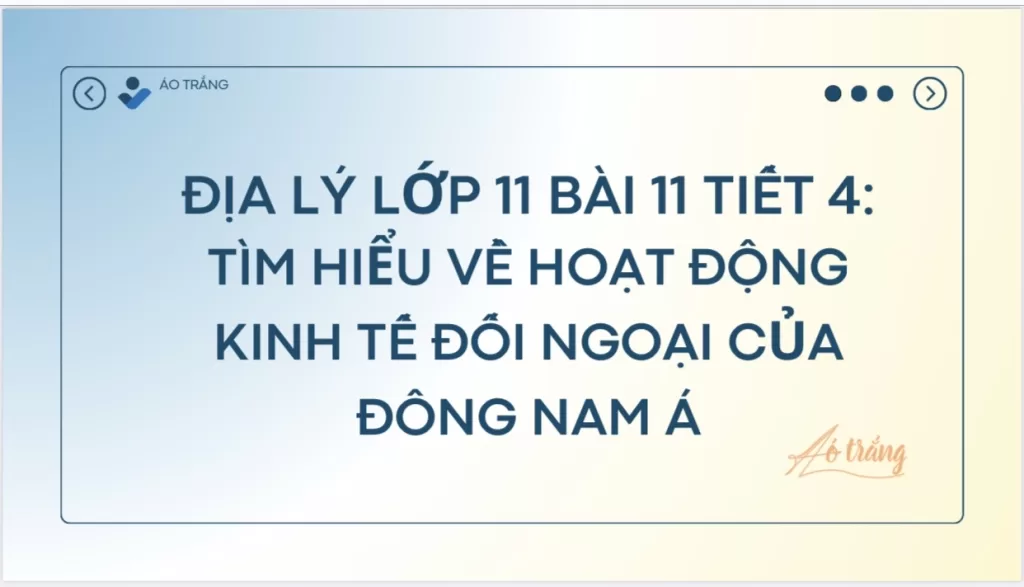 ÁO TRẮNG
ĐỊA LÝ LỚP 11 BÀI 11 TIẾT 4:
TÌM HIỂU VỀ HOẠT ĐỘNG
KINH TẾ ĐỐI NGOẠI CỦA
ĐÔNG NAM Á
Áó trắng